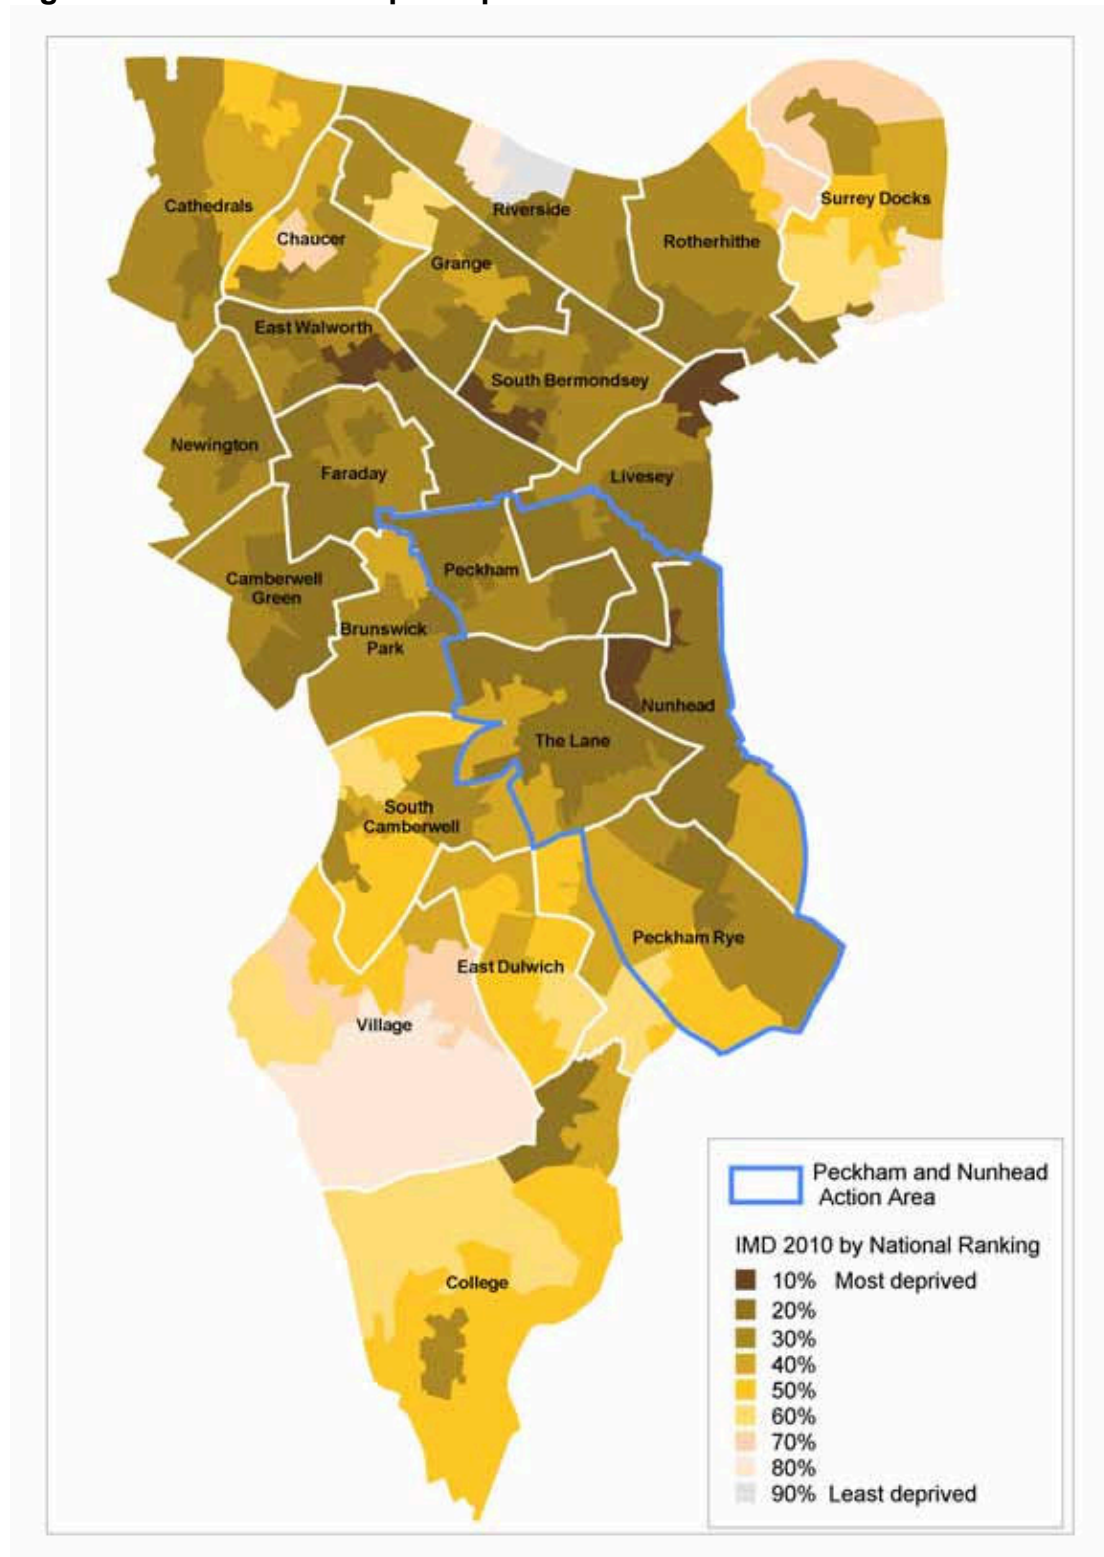 Cathedrals
Surrey Docks
Riverside
Chaucer
Rotherhithe
Grange
East Walworth
South Bermondsey
Newington
Faraday
Livesey
Peckham
Camberwell
Green
Brunswick
Park
Nunhead
The Lane
South
Camberwell
Peckham Rye
East Dulwich
Village
College
Peckham and Nunhead
Action Area
IMD 2010 by National Ranking
10% Most deprived
20%
30%
40%
50%
60%
70%
80%
90% Least deprived